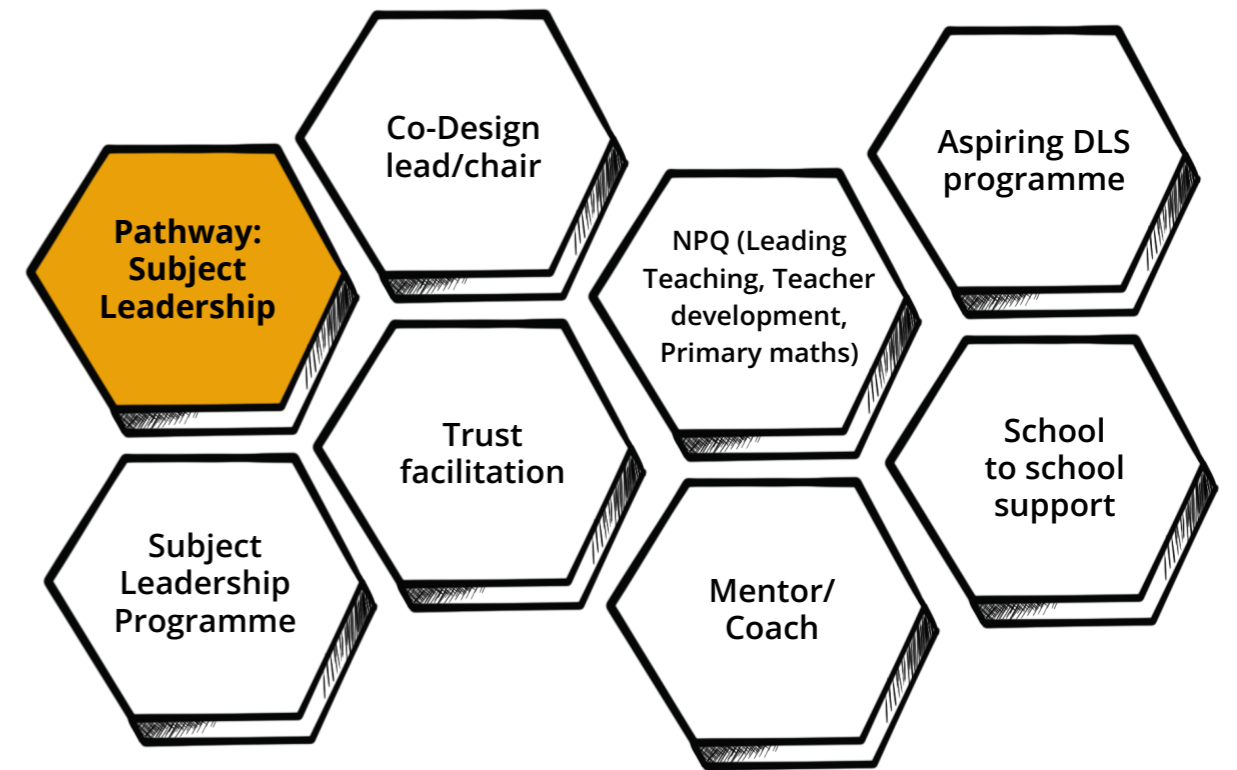 Pathway:
Subject
Leadership
Co-Design
lead/chair
NPQ (Leading
Teaching, Teacher
development,
Primary maths)
Aspiring DLS
programme
Subject
Leadership
Programme
Trust
facilitation
Mentor/
Coach
School
to school
support